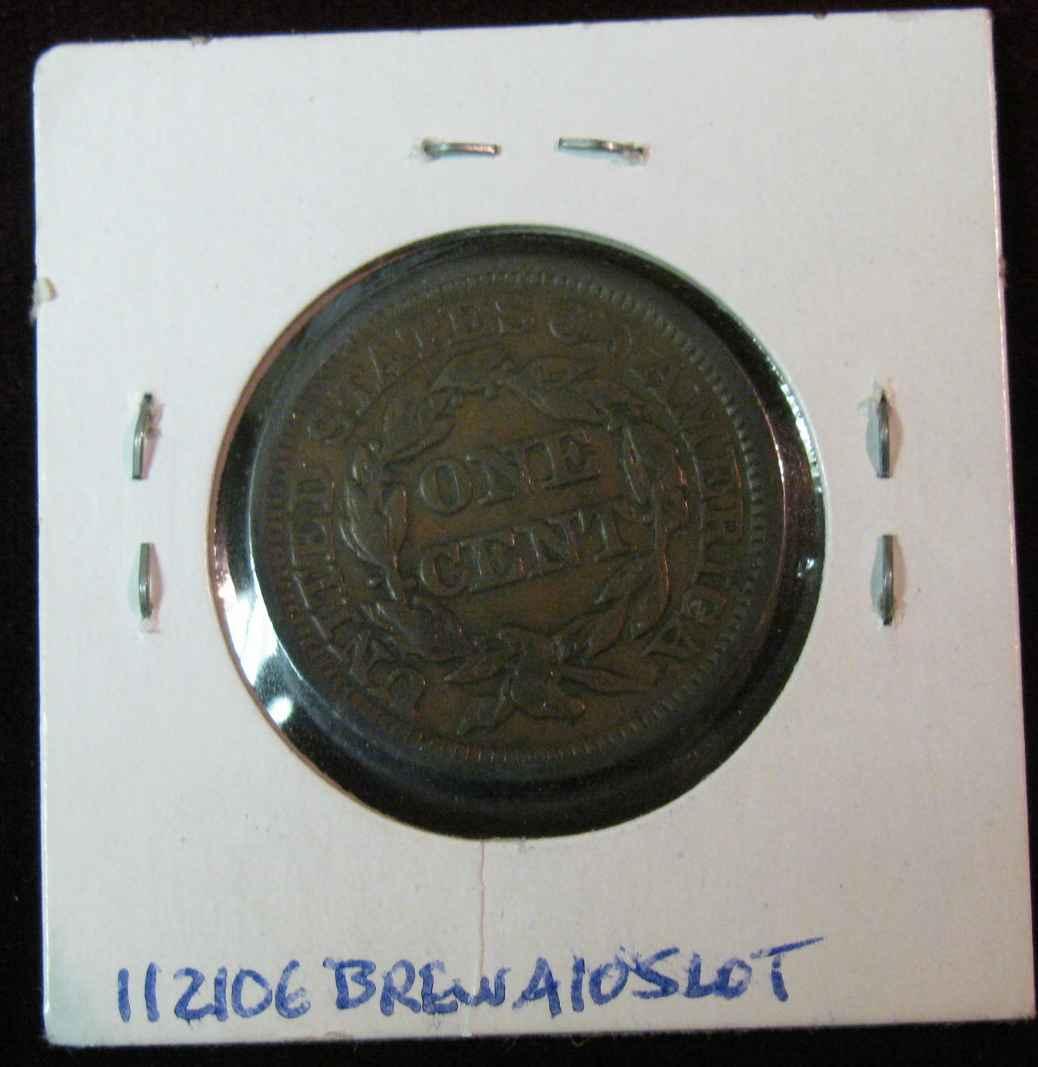 UNITED STATES OF AMERICA
ONE
CENT
112106 BREWA10SLOT